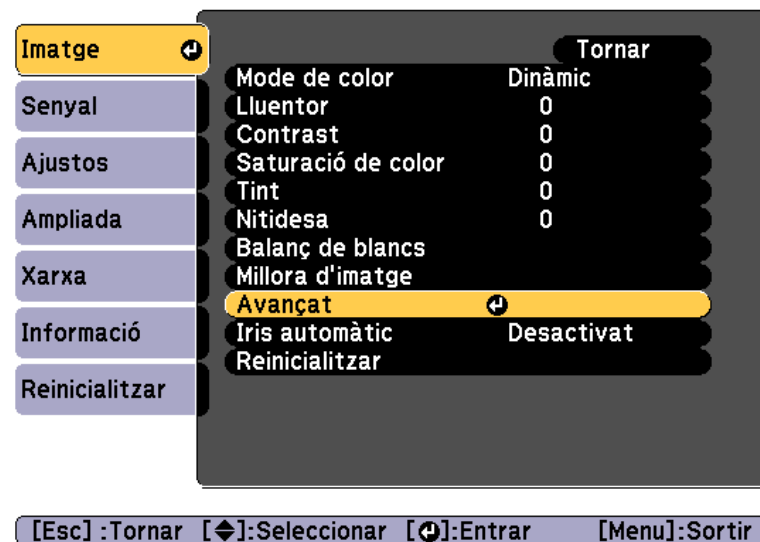 Imatge
Senyal
Ajustos
Ampliada
Xarxa
Informació
Reinicialitzar
Tornar
Mode de color Dinàmic
Lluentor 0
Contrast 0
Saturació de color 0
Tint 0
Nitidesa 0
Balanç de blancs
Millora d'imatge
Avançat
Iris automàtic Desactivat
Reinicialitzar
[Esc] :Tornar [◆]:Seleccionar [⏎]:Entrar [Menu]:Sortir